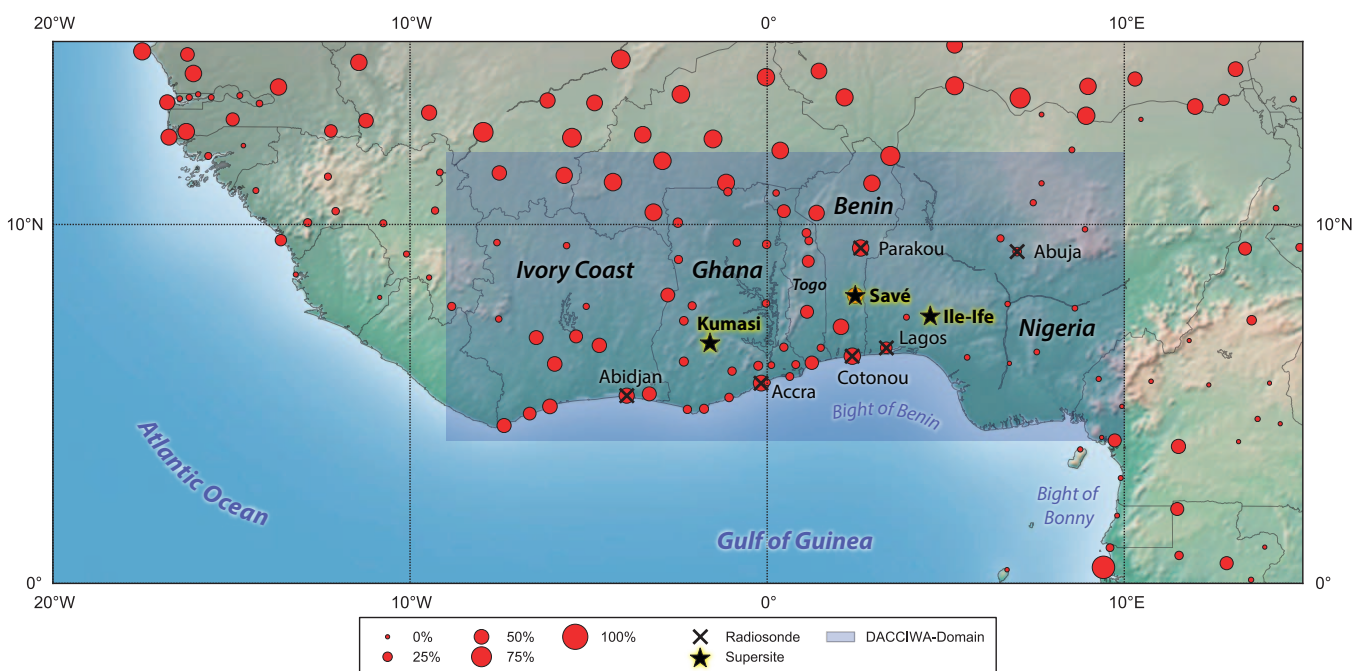 20°W 10°W 0° 10°E
Benin
10°N 10°N
Parakou Abuja
Ivory Coast Ghana
Togo
Savé
Kumasi Ile-Ife
Nigeria
Lagos
Abidjan Cotonou
Accra
Bight of Benin
Atlantic Ocean
Bight of
Bonny
Gulf of Guinea
0° 0°
20°W 10°W 0° 10°E
0% 50% 100% Radiosonde DACCIWA-Domain
25% 75% Supersite